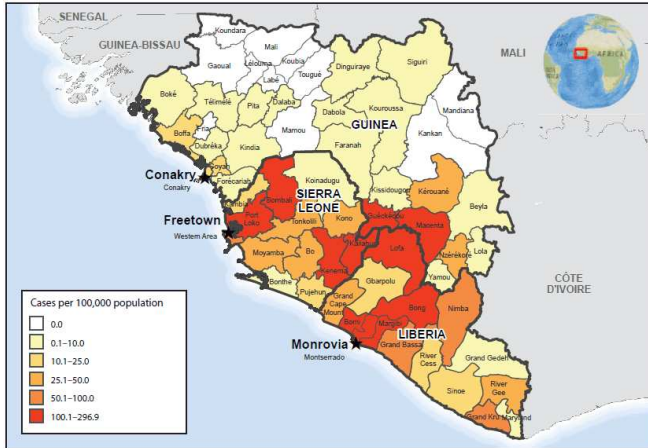 SENEGAL
GUINEA-BISSAU
MALI
AFRICA
Koundara
Mali
Koubia
Gaoual
Lélouma
Labé
Tougué
Dinguiraye
Siguiri
Boké
Télimélé
Pita
Dalaba
Dabola
Kouroussa
Mandiana
GUINEA
Boffa
Fria
Mamou
Kankan
Dubréka
Kindia
Faranah
Conakry
Conakry
Coyah
Forécariah
Koinadugu
Kissidougou
Kérouané
Beyla
SIERRA
LEONE
Kambia
Bombali
Guéckédou
Macenta
Freetown
Western Area
Port
Loko
Tonkolili
Kono
Kailahun
Lofa
Nzérékoré
Lola
Moyamba
Bo
Kenema
Gbarpolu
Yamou
CÔTE
D'IVOIRE
Bonthe
Pujehun
Grand
Cape
Mount
Bong
Nimba
Bomi
Margibi
LIBERIA
Monrovia
Montserrado
Grand Bassa
River
Cess
Grand Gedeh
Sinoe
River
Gee
Grand Kru
Maryland
Cases per 100,000 population
0.0
0.1–10.0
10.1–25.0
25.1–50.0
50.1–100.0
100.1–296.9